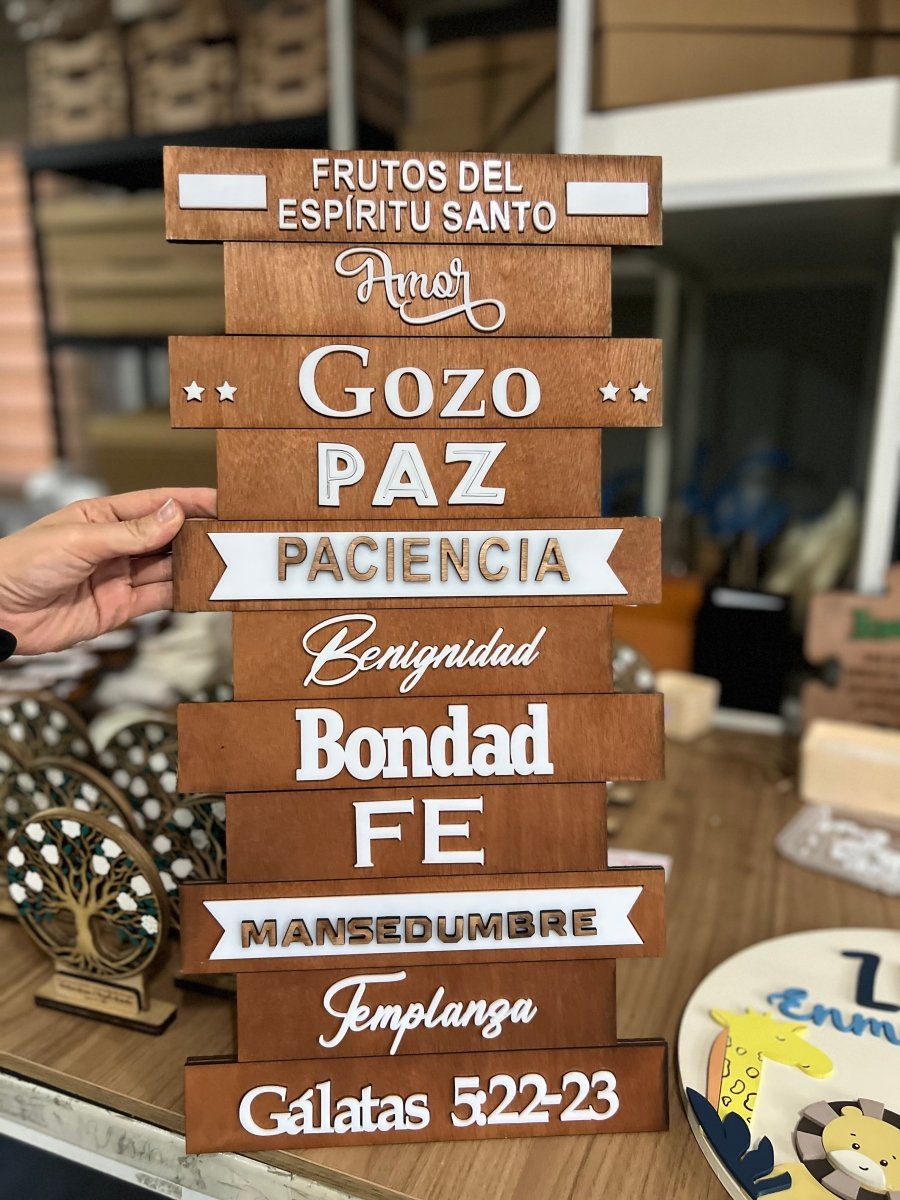 FRUTOS DEL
ESPÍRITU SANTO
Amor
Gozo
PAZ
PACIENCIA
Benignidad
Bondad
FE
MANSEDUMBRE
Templanza
Gálatas 5:22-23